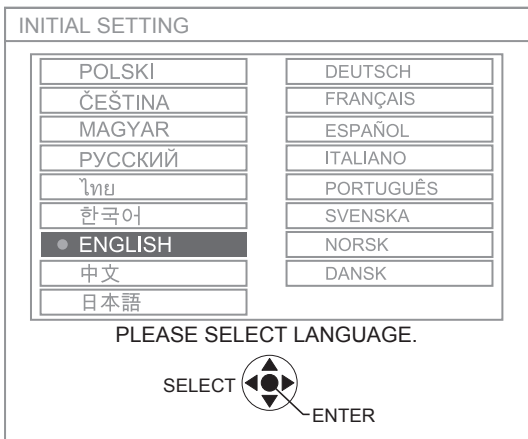 INITIAL SETTING
POLSKI
ČEŠTINA
MAGYAR
РУССКИЙ
ไทย
한국어
ENGLISH
中文
日本語
DEUTSCH
FRANÇAIS
ESPAÑOL
ITALIANO
PORTUGUÊS
SVENSKA
NORSK
DANSK
PLEASE SELECT LANGUAGE.
SELECT
ENTER